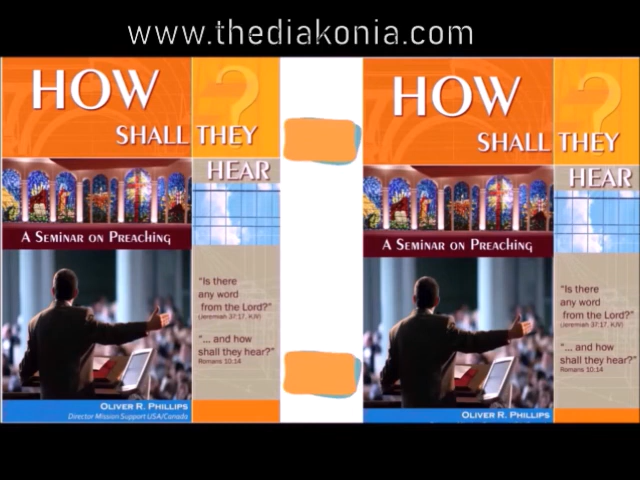 www.thediakonia.com
HOW
SHALL THEY
HEAR
A Seminar on Preaching
"Is there
any word
from the Lord?"
(Jeremiah 37:17, KJV)
"... and how
shall they hear?"
Romans 10:14
Oliver R. Phillips
Director Mission Support USA/Canada
HOW
SHALL THEY
HEAR
A Seminar on Preaching
"Is there
any word
from the Lord?"
(Jeremiah 37:17, KJV)
"... and how
shall they hear?"
Romans 10:14
Oliver R. Phillips